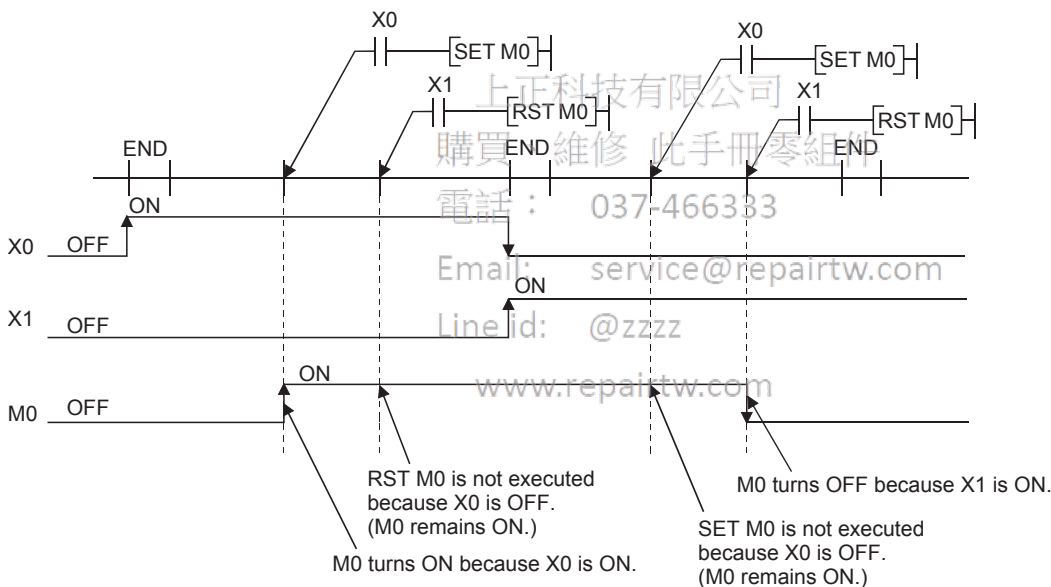 X0
SET M0
X0
SET M0
上正科技有限公司
X1
RST M0
X1
RST M0
購買、維修 此手冊零組件
END
END
END
電話： 037-466333
ON
X0 OFF
Email: service@repairtw.com
ON
X1 OFF
Line id: @zzzz
ON
www.repairtw.com
M0 OFF
RST M0 is not executed
because X0 is OFF.
(M0 remains ON.)
M0 turns OFF because X1 is ON.
SET M0 is not executed
because X0 is OFF.
(M0 remains ON.)
M0 turns ON because X0 is ON.